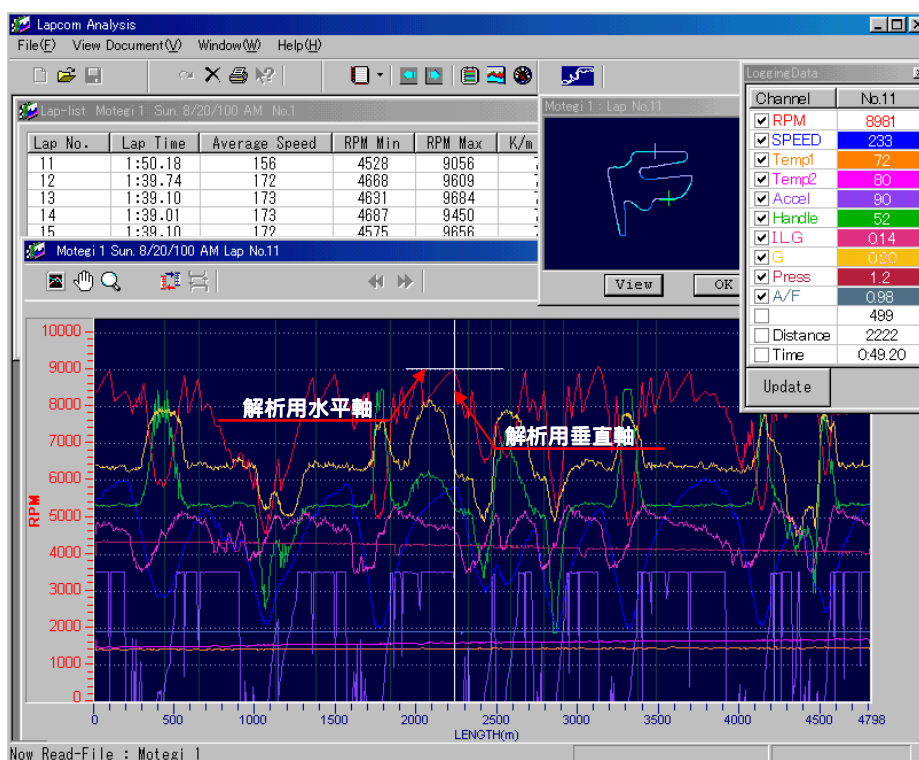 Lapcom Analysis
File(F) View Document(V) Window(W) Help(H)
Lap-list Motegi 1 Sun. 8/20/100 AM No.1
Lap No. Lap Time Average Speed RPM Min RPM Max K/m
11 1:50.18 156 4528 9056
12 1:39.74 172 4668 9609
13 1:39.10 173 4631 9684
14 1:39.01 173 4687 9450
15 1:39.10 172 4575 9656
Motegi 1 : Lap No.11
View OK
LoggingData
Channel No.11
RPM 8981
SPEED 233
Temp1 72
Temp2 80
Accel 90
Handle 52
I.L.G 0.14
G 0.20
Press 1.2
A/F 0.98
499
Distance 2222
Time 0:49.20
Update
Motegi 1 Sun. 8/20/100 AM Lap No.11
10000
9000
8000
7000
6000
5000
4000
3000
2000
1000
0
RPM
解析用水平軸
解析用垂直軸
0 500 1000 1500 2000 2500 3000 3500 4000 4500 4798
LENGTH(m)
Now Read-File : Motegi 1